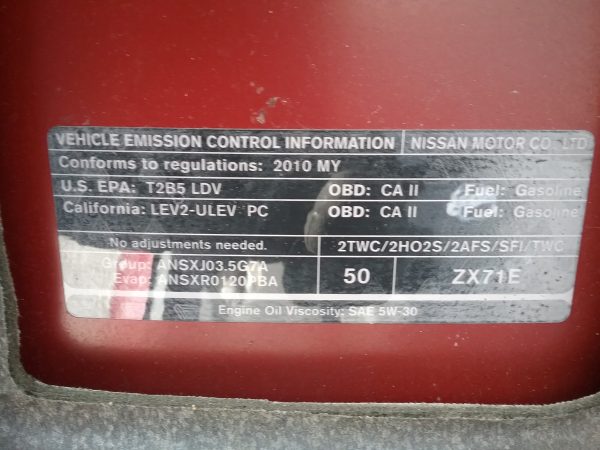 VEHICLE EMISSION CONTROL INFORMATION NISSAN MOTOR CO., LTD
Conforms to regulations: 2010 MY
U.S. EPA: T2B5 LDV OBD: CA II Fuel: Gasoline
California: LEV2-ULEV PC OBD: CA II Fuel: Gasoline
No adjustments needed. 2TWC/2HO2S/2AFS/SFI/TWC
Group: ANSXJ03.5G7A
Evap: ANSXR0120PBA
50 ZX71E
Engine Oil Viscosity: SAE 5W-30